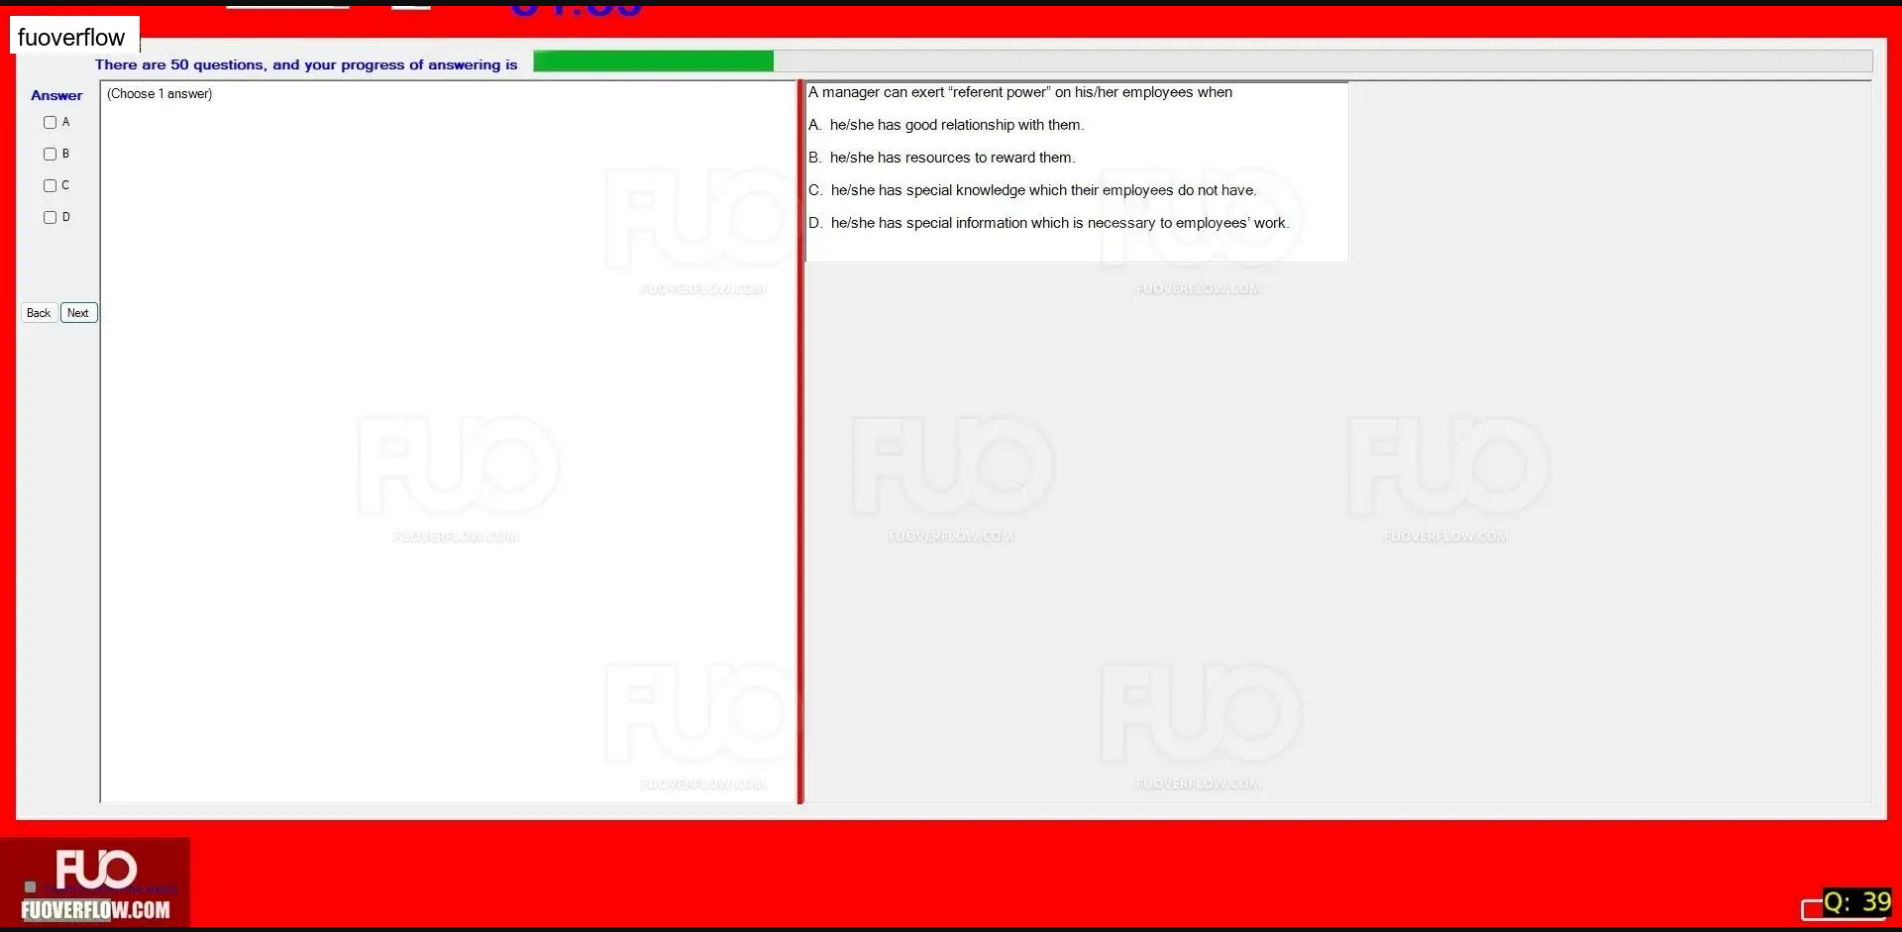 fuoverflow
There are 50 questions, and your progress of answering is
Answer
(Choose 1 answer)
A
B
C
D
Back Next
A manager can exert “referent power” on his/her employees when
A. he/she has good relationship with them.
B. he/she has resources to reward them.
C. he/she has special knowledge which their employees do not have.
D. he/she has special information which is necessary to employees’ work.
FUO
FUOVERFLOW.COM
FUO
FUOVERFLOW.COM
FUO
FUOVERFLOW.COM
FUO
FUOVERFLOW.COM
FUO
FUOVERFLOW.COM
FUO
FUOVERFLOW.COM
FUO
FUOVERFLOW.COM
FUO
FUOVERFLOW.COM
Q: 39